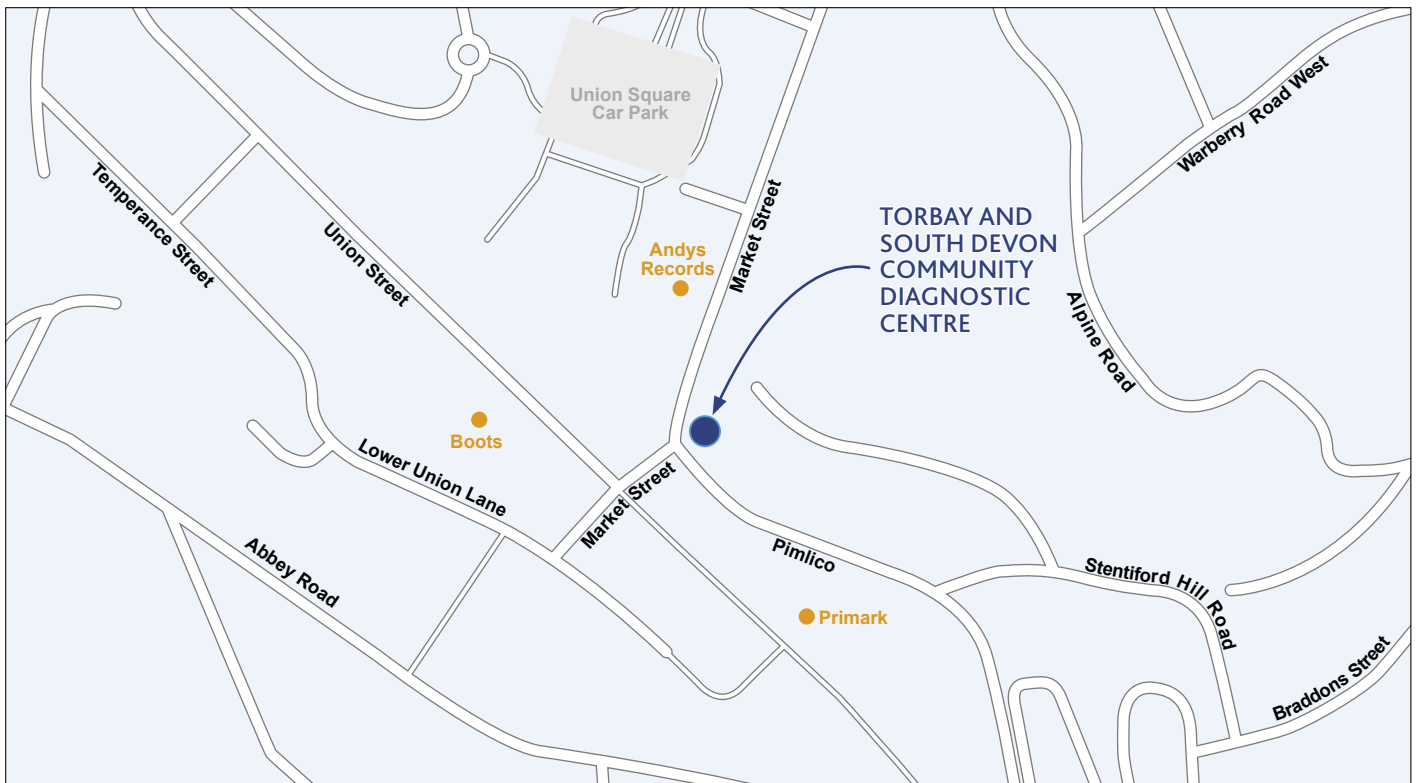 Union Square
Car Park
Warberry Road West
Temperance Street
Union Street
Market Street
TORBAY AND
SOUTH DEVON
COMMUNITY
DIAGNOSTIC
CENTRE
Andys
Records
Alpine Road
Boots
Lower Union Lane
Market Street
Pimlico
Abbey Road
Stentiford Hill Road
Primark
Braddons Street